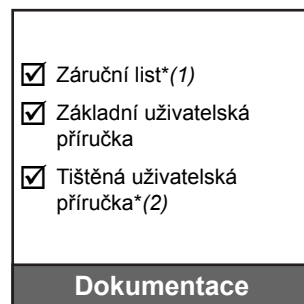 Záruční list*(1)
Základní uživatelská
příručka
Tištěná uživatelská
příručka*(2)
Dokumentace